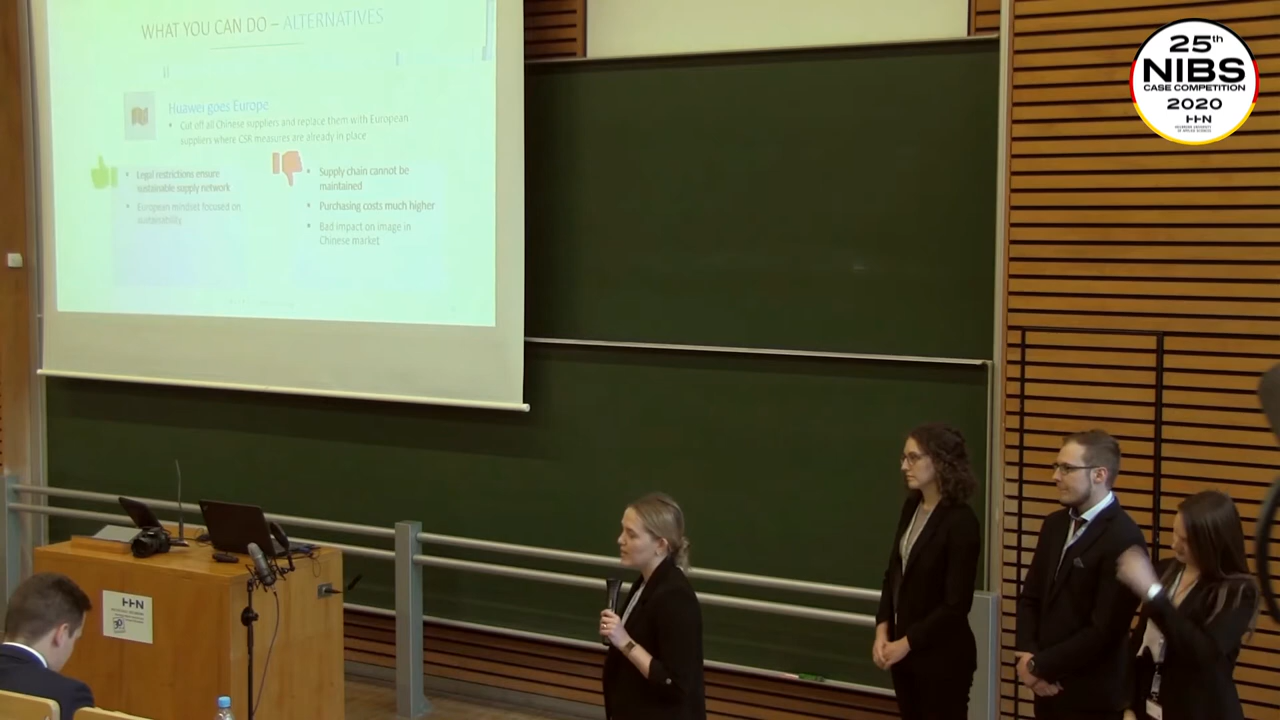 WHAT YOU CAN DO – ALTERNATIVES
Huawei goes Europe
• Cut off all Chinese suppliers and replace them with European
suppliers where CSR measures are already in place
• Legal restrictions ensure
sustainable supply network
• European mindset focused on
sustainability
• Supply chain cannot be
maintained
• Purchasing costs much higher
• Bad impact on image in
Chinese market
25th
NIBS
CASE COMPETITION
2020
HHN
HHN